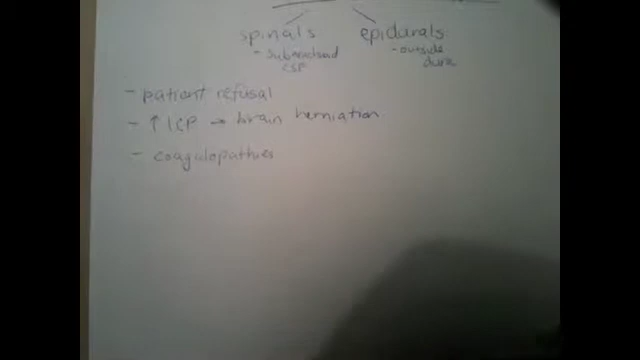 spinals epidurals
- subarachnoid - outside
CSF dura
- patient refusal
- ↑ ICP → brain herniation
- coagulopathies